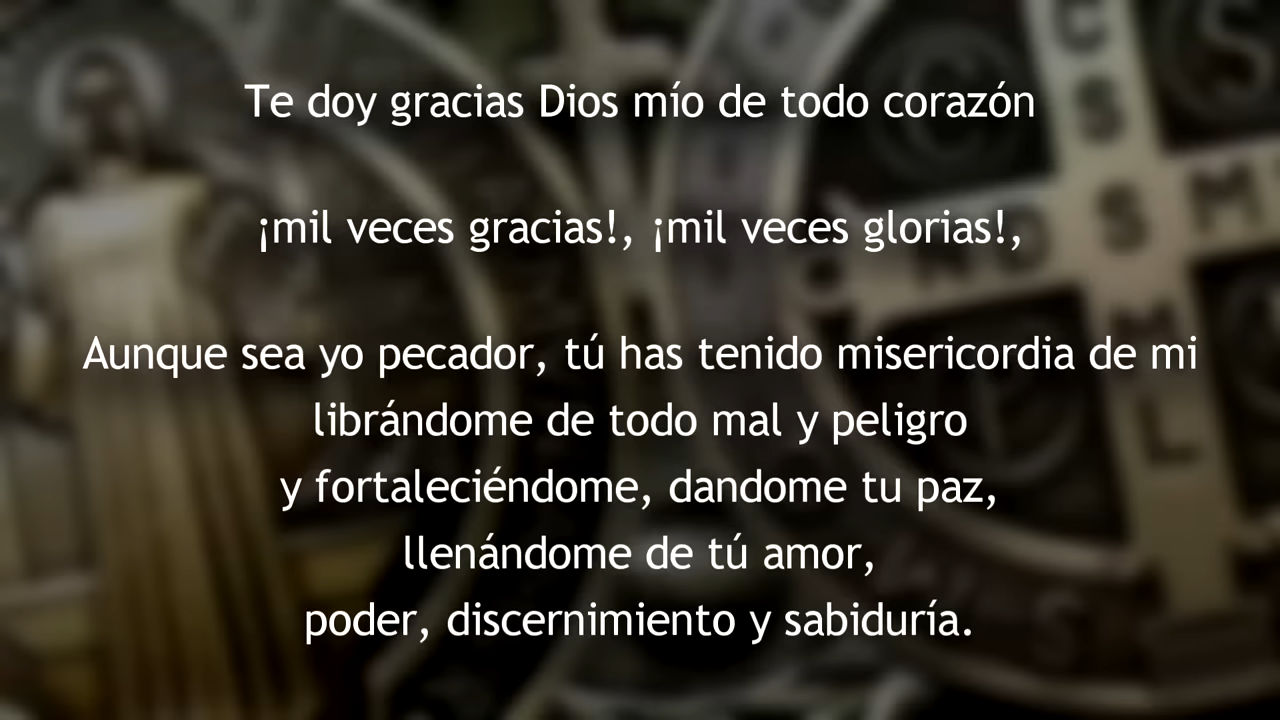 Te doy gracias Dios mío de todo corazón
¡mil veces gracias!, ¡mil veces glorias!,
Aunque sea yo pecador, tú has tenido misericordia de mi
librándome de todo mal y peligro
y fortaleciéndome, dandome tu paz,
llenándome de tú amor,
poder, discernimiento y sabiduría.
C
S
S
M
L
N D S M